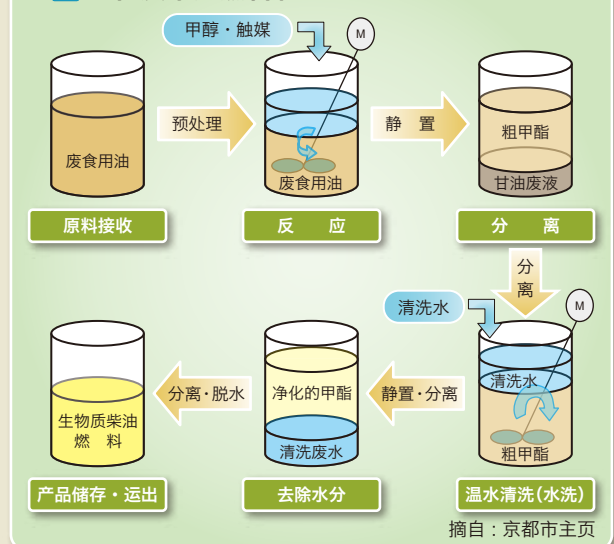 甲醇・触媒
M
预处理
静 置
废食用油
废食用油
粗甲酯
甘油废液
原料接收
反 应
分 离
分
离
清洗水
M
分离·脱水
静置·分离
生物质柴油
燃 料
净化的甲酯
清洗废水
清洗水
粗甲酯
产品储存・运出
去除水分
温水清洗(水洗)
摘自：京都市主页